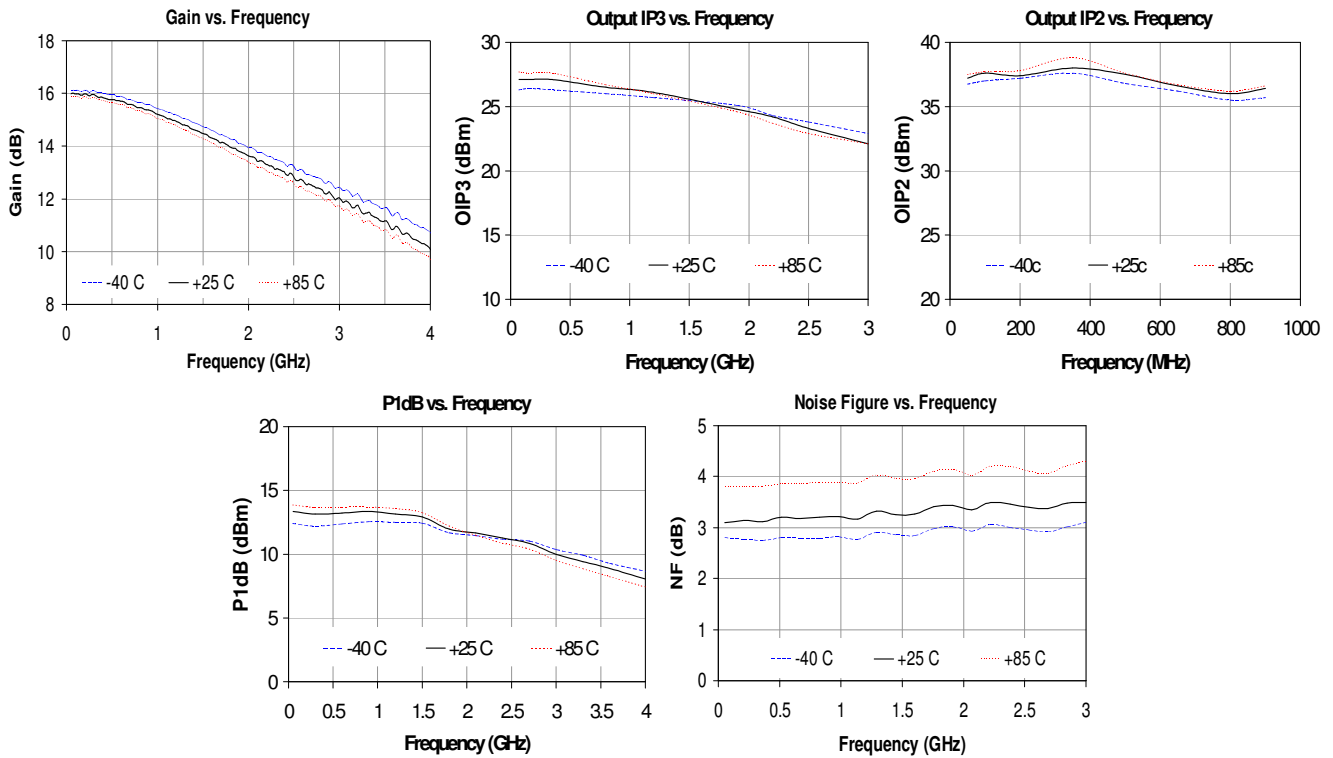 Gain vs. Frequency
18
16
14
12
10
8
Gain (dB)
-40 C
+25 C
+85 C
0
1
2
3
4
Frequency (GHz)
Output IP3 vs. Frequency
30
25
20
15
10
OIP3 (dBm)
-40 C
+25 C
+85 C
0
0.5
1
1.5
2
2.5
3
Frequency (GHz)
Output IP2 vs. Frequency
40
35
30
25
20
OIP2 (dBm)
-40c
+25c
+85c
0
200
400
600
800
1000
Frequency (MHz)
P1dB vs. Frequency
20
15
10
5
0
P1dB (dBm)
-40 C
+25 C
+85 C
0
0.5
1
1.5
2
2.5
3
3.5
4
Frequency (GHz)
Noise Figure vs. Frequency
5
4
3
2
1
0
NF (dB)
-40 C
+25 C
+85 C
0
0.5
1
1.5
2
2.5
3
Frequency (GHz)